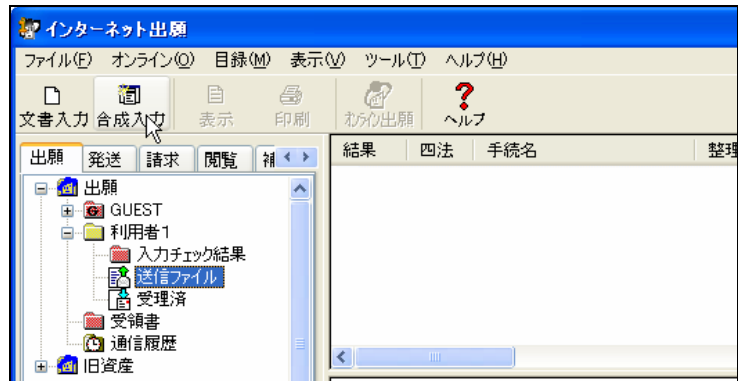 インターネット出願
ファイル(F) オンライン(O) 目録(M) 表示(V) ツール(T) ヘルプ(H)
文書入力 合成入力 表示 印刷 オンライン出願 ヘルプ
出願 発送 請求 閲覧 補
結果 四法 手続名 整理
出願
GUEST
利用者1
入力チェック結果
送信ファイル
受理済
受領書
通信履歴
旧資産